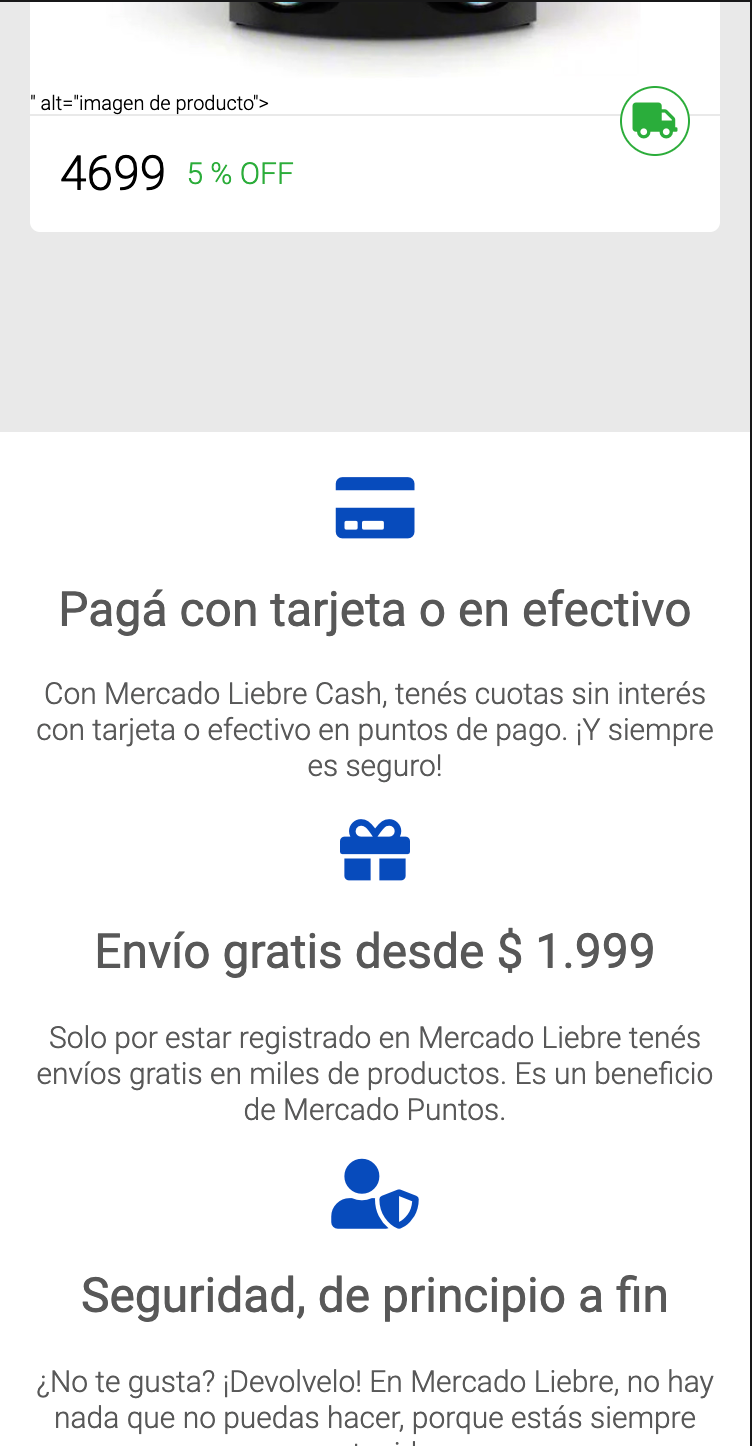 " alt="imagen de producto">
4699 5 % OFF
Pagá con tarjeta o en efectivo
Con Mercado Liebre Cash, tenés cuotas sin interés
con tarjeta o efectivo en puntos de pago. ¡Y siempre
es seguro!
Envío gratis desde $ 1.999
Solo por estar registrado en Mercado Liebre tenés
envíos gratis en miles de productos. Es un beneficio
de Mercado Puntos.
Seguridad, de principio a fin
¿No te gusta? ¡Devolvelo! En Mercado Liebre, no hay
nada que no puedas hacer, porque estás siempre